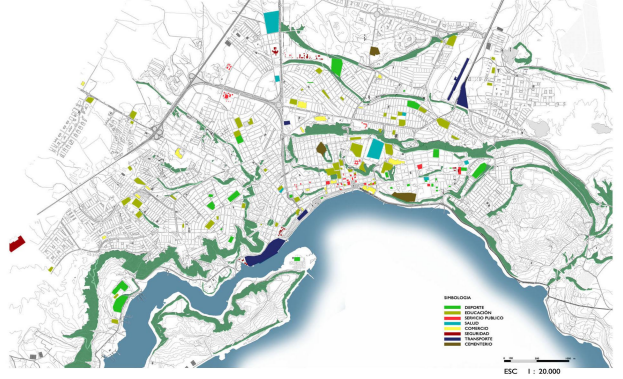 SIMBOLOGIA
DEPORTE
EDUCACIÓN
SERVICIO PUBLICO
SALUD
COMERCIO
SEGURIDAD
TRANSPORTE
CEMENTERIO
ESC 1 : 20.000